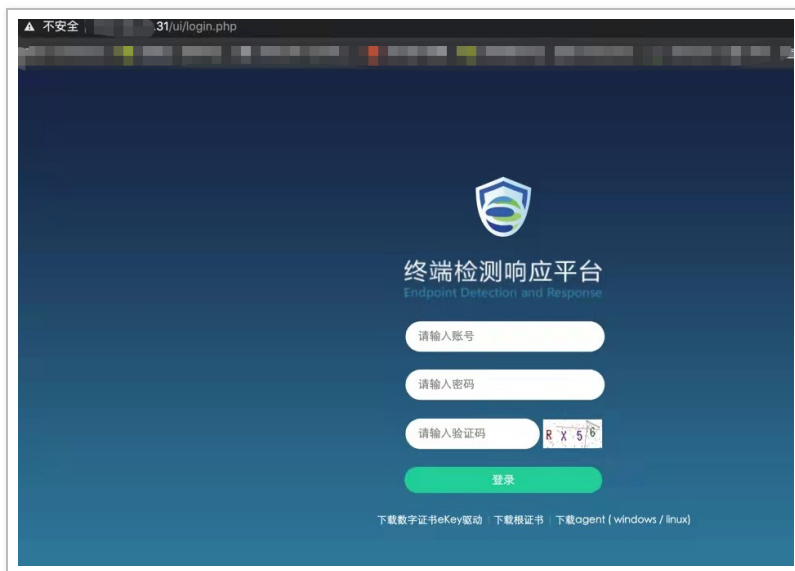 不安全
.31/ui/login.php
终端检测响应平台
Endpoint Detection and Response
请输入账号
请输入密码
请输入验证码
R X 5 6
登录
下载数字证书eKey驱动 | 下载根证书 | 下载agent ( windows / linux)